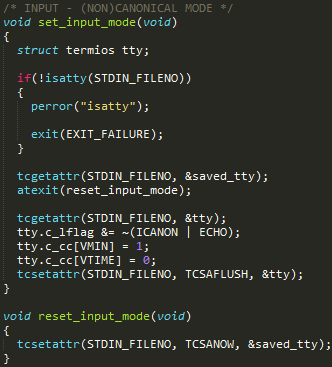 /* INPUT - (NON)CANONICAL MODE */
void set_input_mode(void)
{
  struct termios tty;

  if(!isatty(STDIN_FILENO))
  {
    perror("isatty");

    exit(EXIT_FAILURE);
  }

  tcgetattr(STDIN_FILENO, &saved_tty);
  atexit(reset_input_mode);

  tcgetattr(STDIN_FILENO, &tty);
  tty.c_lflag &= ~(ICANON | ECHO);
  tty.c_cc[VMIN] = 1;
  tty.c_cc[VTIME] = 0;
  tcsetattr(STDIN_FILENO, TCSAFLUSH, &tty);
}

void reset_input_mode(void)
{
  tcsetattr(STDIN_FILENO, TCSANOW, &saved_tty);
}